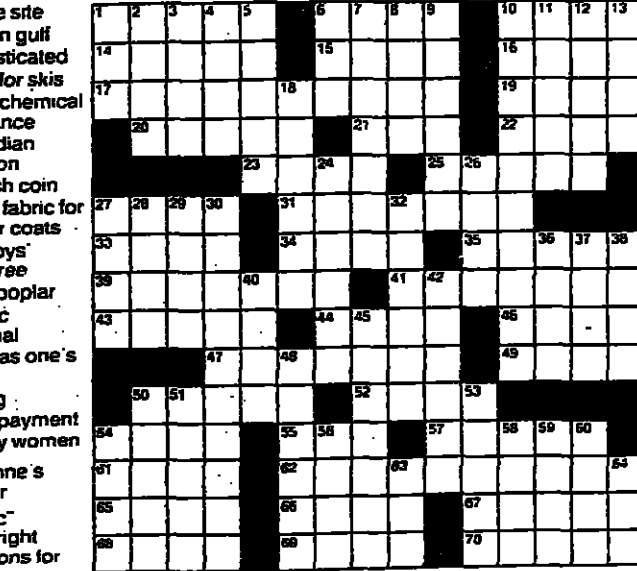 e site
n gulf
sticated
for skis
chemical
nce
dian
on
h coin
fabric for
r coats
oys'
ree
poplar
c
nal
as one's
g
payment
y women
nne's
r
c-
right
ons for
1 2 3 4 5 6 7 8 9 10 11 12 13
14 15 16
17 18 19
20 21 22
23 24 25 26
27 28 29 30 31 32
33 34 35 36 37 38
39 40 41 42
43 44 45 46
47 48 49
50 51 52 53
54 55 56 57 58 59 60
61 62 63 64
65 66 67
68 69 70